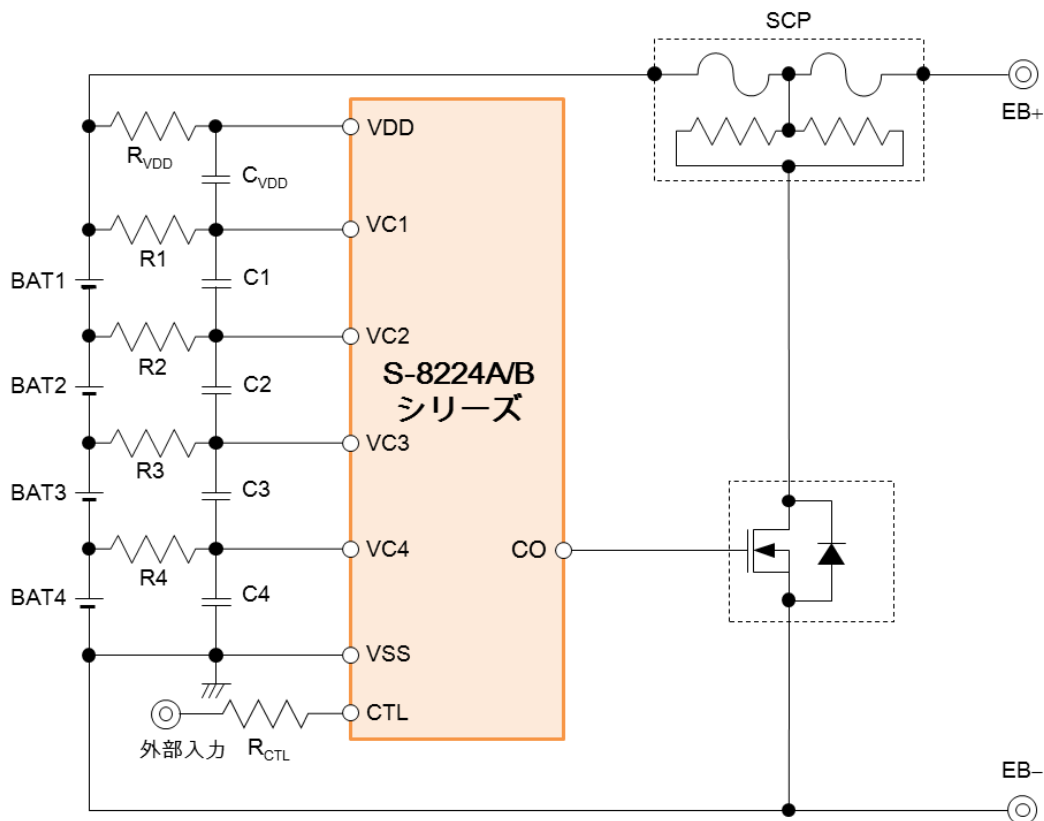 SCP
EB+
VDD
RVDD
CVDD
VC1
R1
C1
BAT1
VC2
R2
C2
BAT2
S-8224A/B
シリーズ
VC3
R3
C3
BAT3
VC4
CO
R4
C4
BAT4
VSS
CTL
外部入力
RCTL
EB−